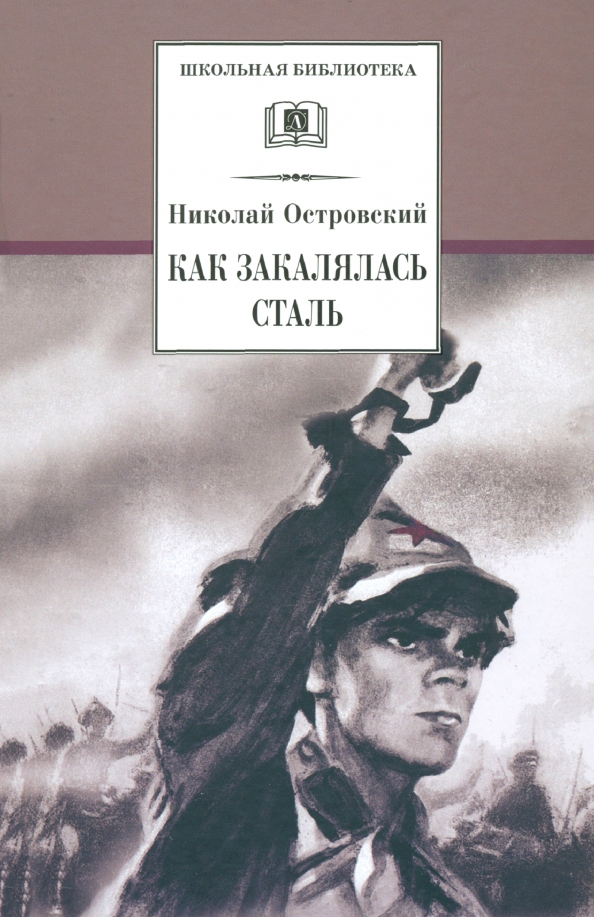 ШКОЛЬНАЯ БИБЛИОТЕКА
Д
Николай Островский
КАК ЗАКАЛЯЛАСЬ
СТАЛЬ